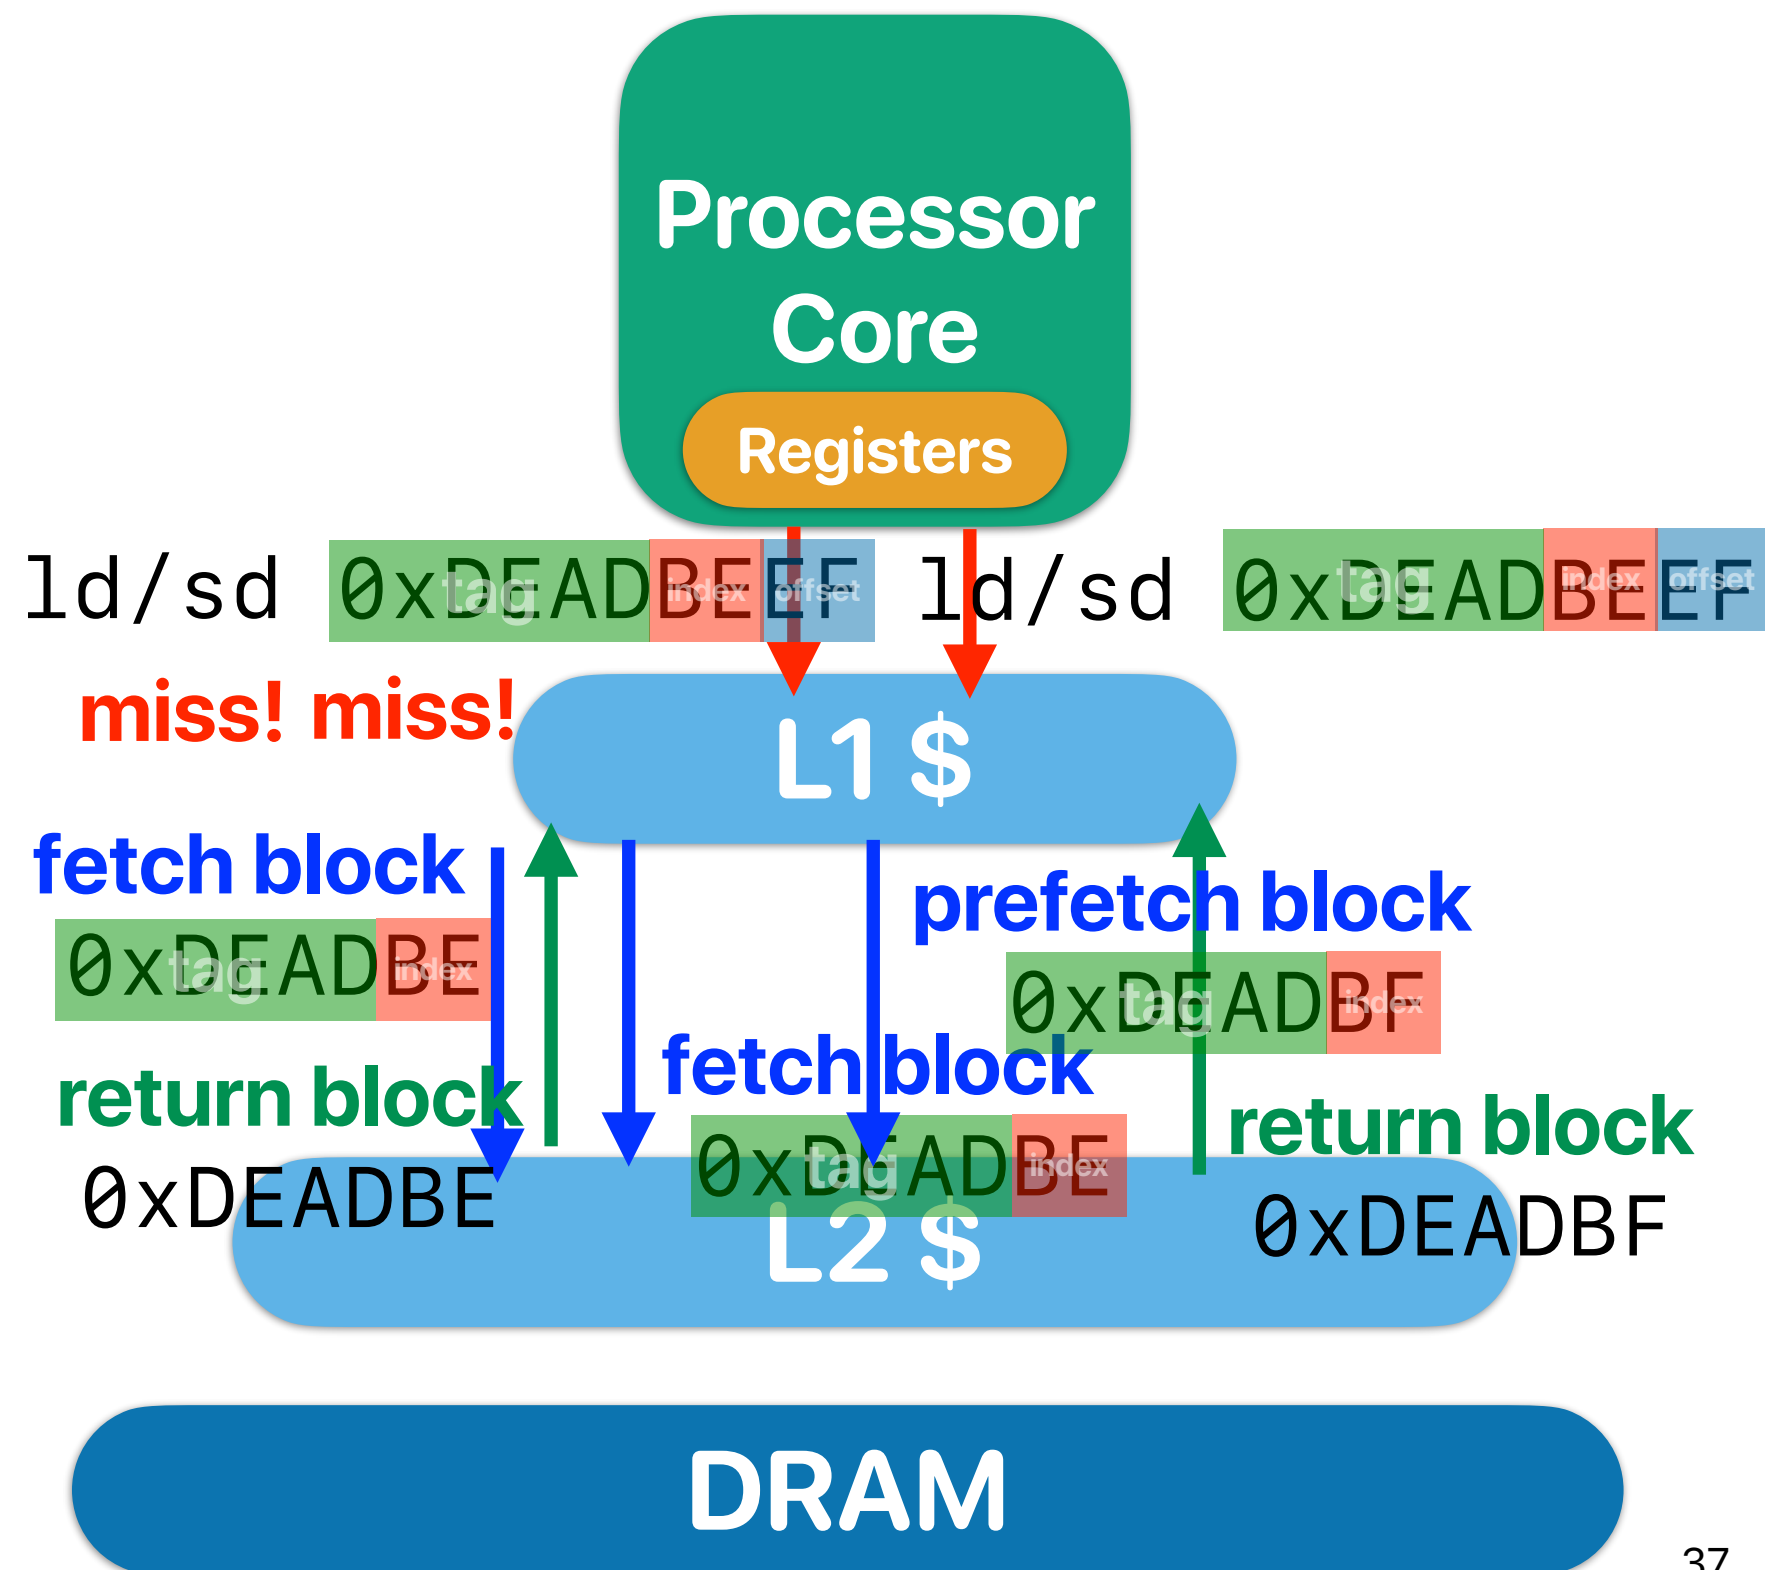 Processor
Core
Registers
ld/sd 0xDEADBEEF ld/sd 0xDEADBEEF
tag index offset tag index offset
miss! miss!
L1 $
fetch block
prefetch block
0xDEADBE
tag index
0xDEADBF
tag index
fetch block
return block
return block
0xDEADBE
tag index
0xDEADBE
0xDEADBF
L2 $
DRAM
37